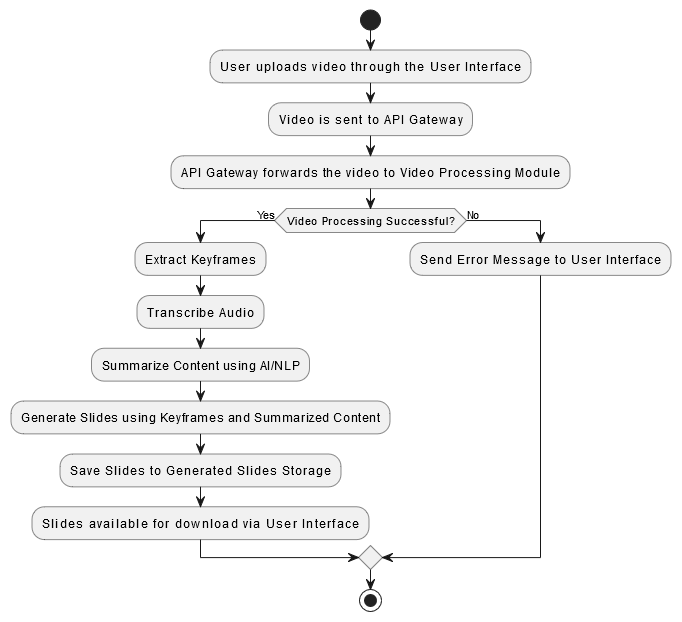 User uploads video through the User Interface
Video is sent to API Gateway
API Gateway forwards the video to Video Processing Module
Yes
Video Processing Successful?
No
Extract Keyframes
Send Error Message to User Interface
Transcribe Audio
Summarize Content using AI/NLP
Generate Slides using Keyframes and Summarized Content
Save Slides to Generated Slides Storage
Slides available for download via User Interface